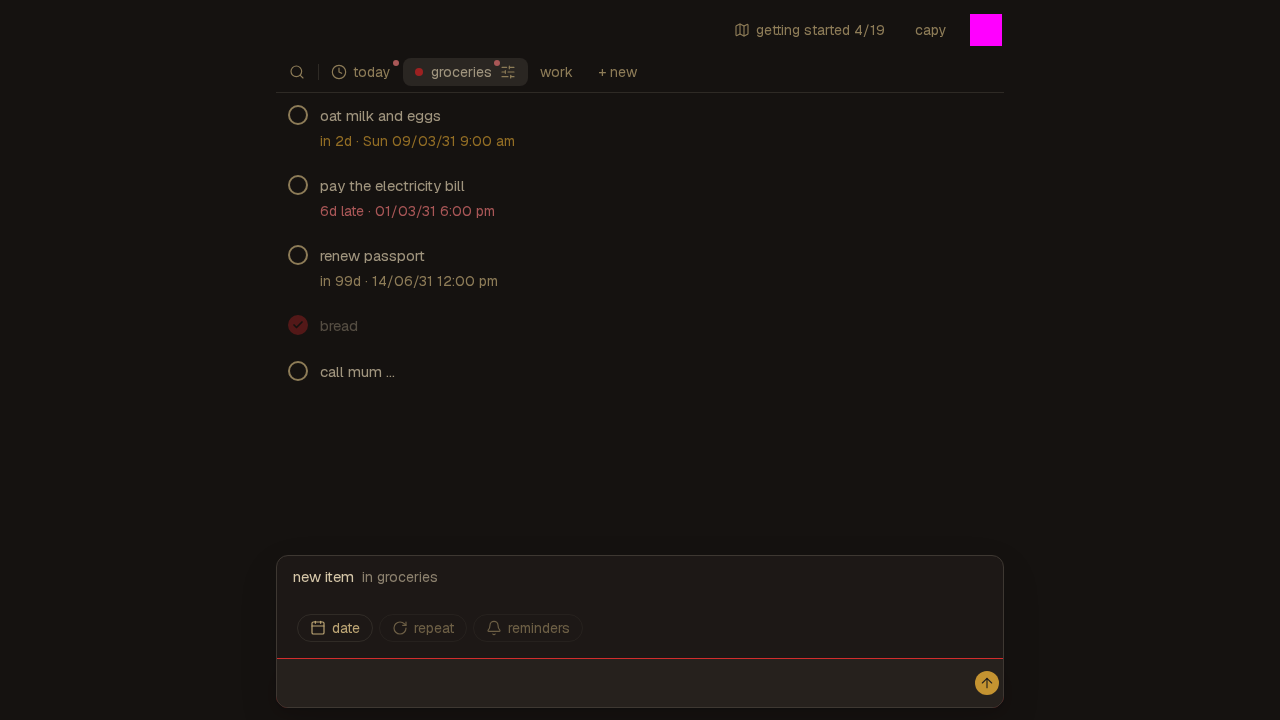 getting started 4/19 capy
today groceries work + new
oat milk and eggs
in 2d · Sun 09/03/31 9:00 am
pay the electricity bill
6d late · 01/03/31 6:00 pm
renew passport
in 99d · 14/06/31 12:00 pm
bread
call mum ...
new item in groceries
date repeat reminders